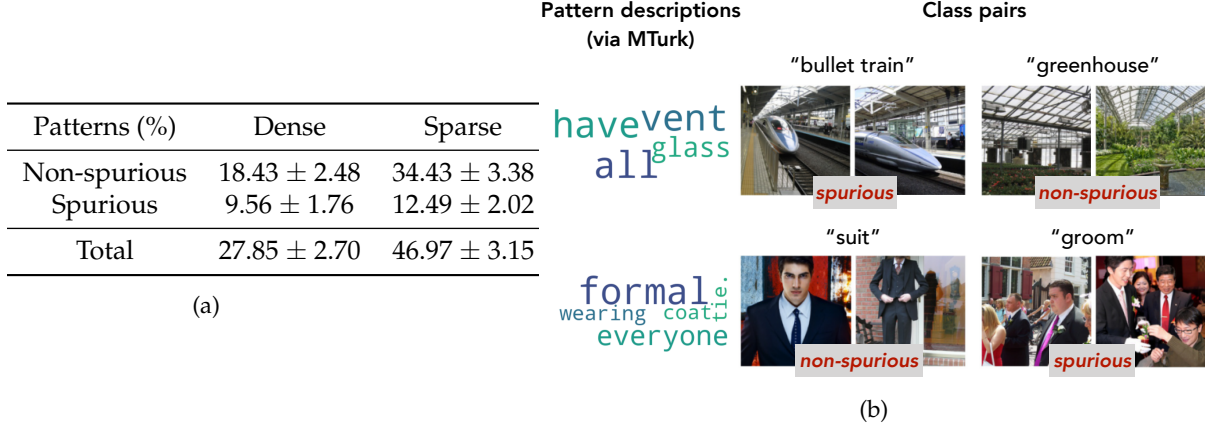 Patterns (%) Dense Sparse
Non-spurious 18.43 ± 2.48 34.43 ± 3.38
Spurious 9.56 ± 1.76 12.49 ± 2.02
Total 27.85 ± 2.70 46.97 ± 3.15
(a)
Pattern descriptions
(via MTurk)
Class pairs
"bullet train" "greenhouse"
have vent
all glass
spurious non-spurious
"suit" "groom"
formal
wearing coat tie.
everyone
non-spurious spurious
(b)